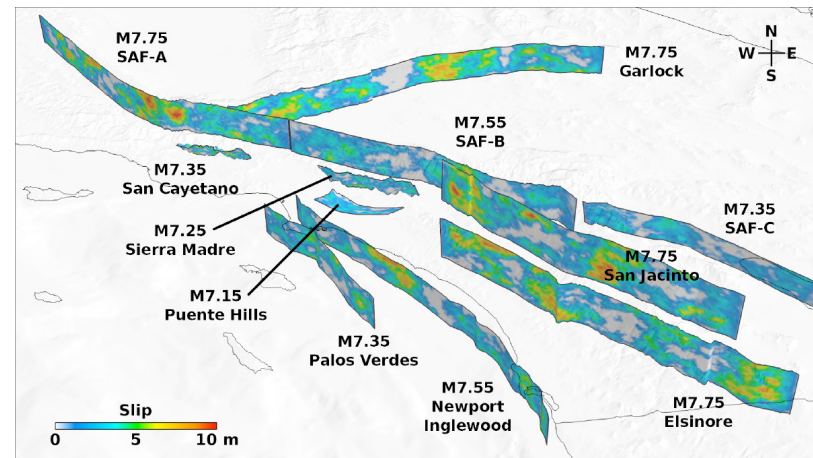 M7.75
SAF-A
N
W E
S
M7.75
Garlock
M7.55
SAF-B
M7.35
San Cayetano
M7.25
Sierra Madre
M7.35
SAF-C
M7.75
San Jacinto
M7.15
Puente Hills
M7.35
Palos Verdes
M7.55
Newport
Inglewood
M7.75
Elsinore
Slip
0 5 10 m